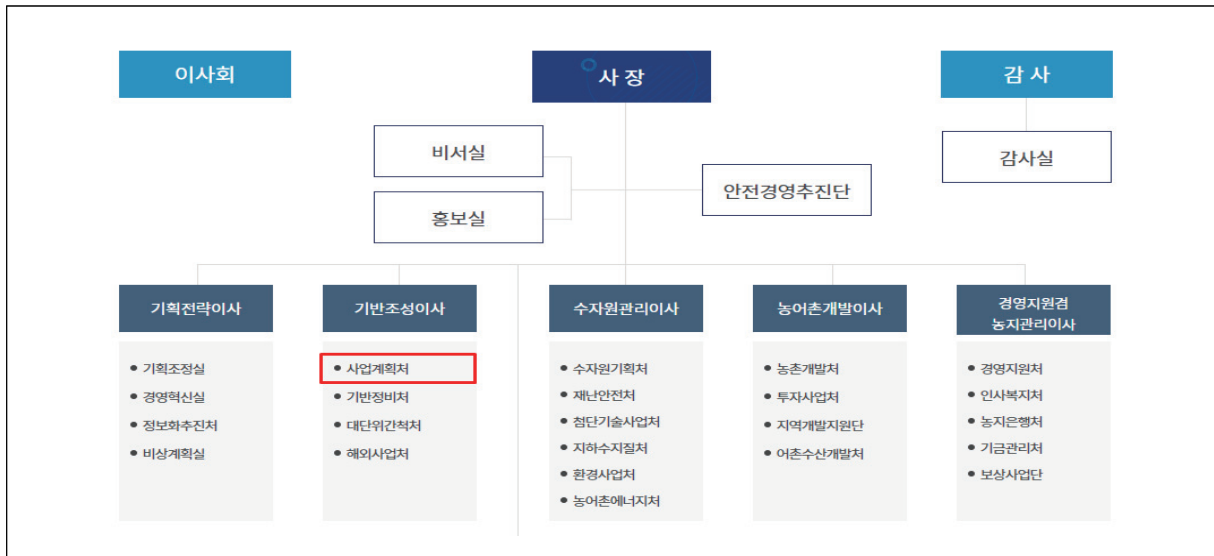 이사회
사 장
감 사
비서실
감사실
안전경영추진단
홍보실
기획전략이사
● 기획조정실
● 경영혁신실
● 정보화추진처
● 비상계획실
기반조성이사
● 사업계획처
● 기반정비처
● 대단위간척처
● 해외사업처
수자원관리이사
● 수자원기획처
● 재난안전처
● 첨단기술사업처
● 지하수지질처
● 환경사업처
● 농어촌에너지처
농어촌개발이사
● 농촌개발처
● 투자사업처
● 지역개발지원단
● 어촌수산개발처
경영지원겸
농지관리이사
● 경영지원처
● 인사복지처
● 농지은행처
● 기금관리처
● 보상사업단